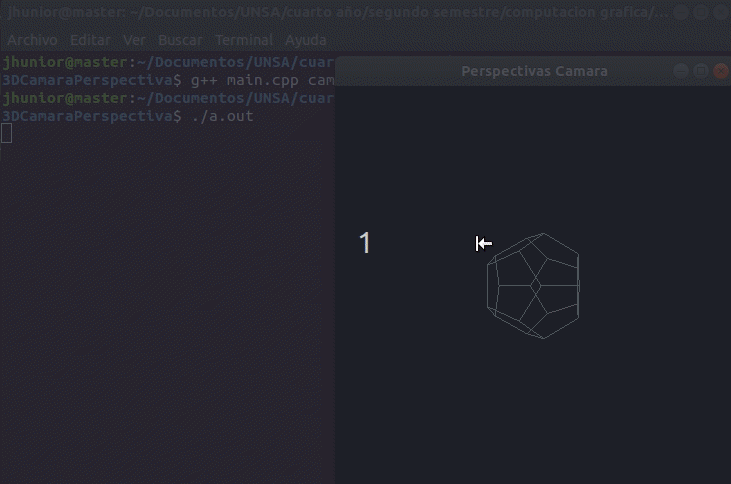 jhunior@master: ~/Documentos/UNSA/cuarto año/segundo semestre/computacion grafica/...
Archivo Editar Ver Buscar Terminal Ayuda
jhunior@master:~/Documentos/UNSA/cuar
3DCamaraPerspectiva$ g++ main.cpp cam
jhunior@master:~/Documentos/UNSA/cuar
3DCamaraPerspectiva$ ./a.out
Perspectivas Camara
1